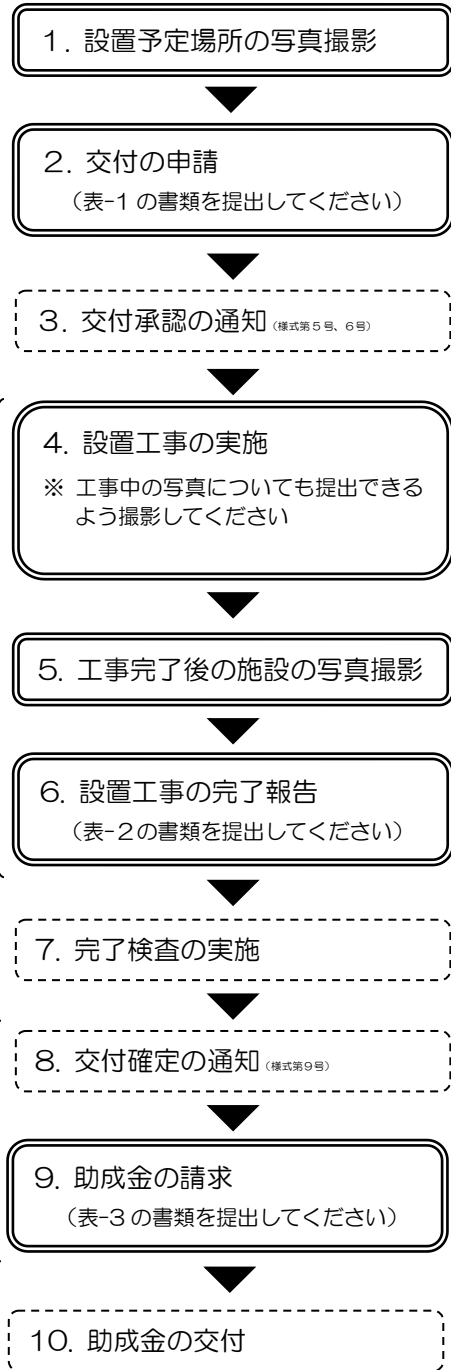 1. 設置予定場所の写真撮影
2. 交付の申請
（表-1 の書類を提出してください）
3. 交付承認の通知（様式第５号、６号）
4. 設置工事の実施
※ 工事中の写真についても提出できる
よう撮影してください
5. 工事完了後の施設の写真撮影
6. 設置工事の完了報告
（表-２の書類を提出してください）
7. 完了検査の実施
8. 交付確定の通知（様式第９号）
9. 助成金の請求
（表-3 の書類を提出してください）
10. 助成金の交付